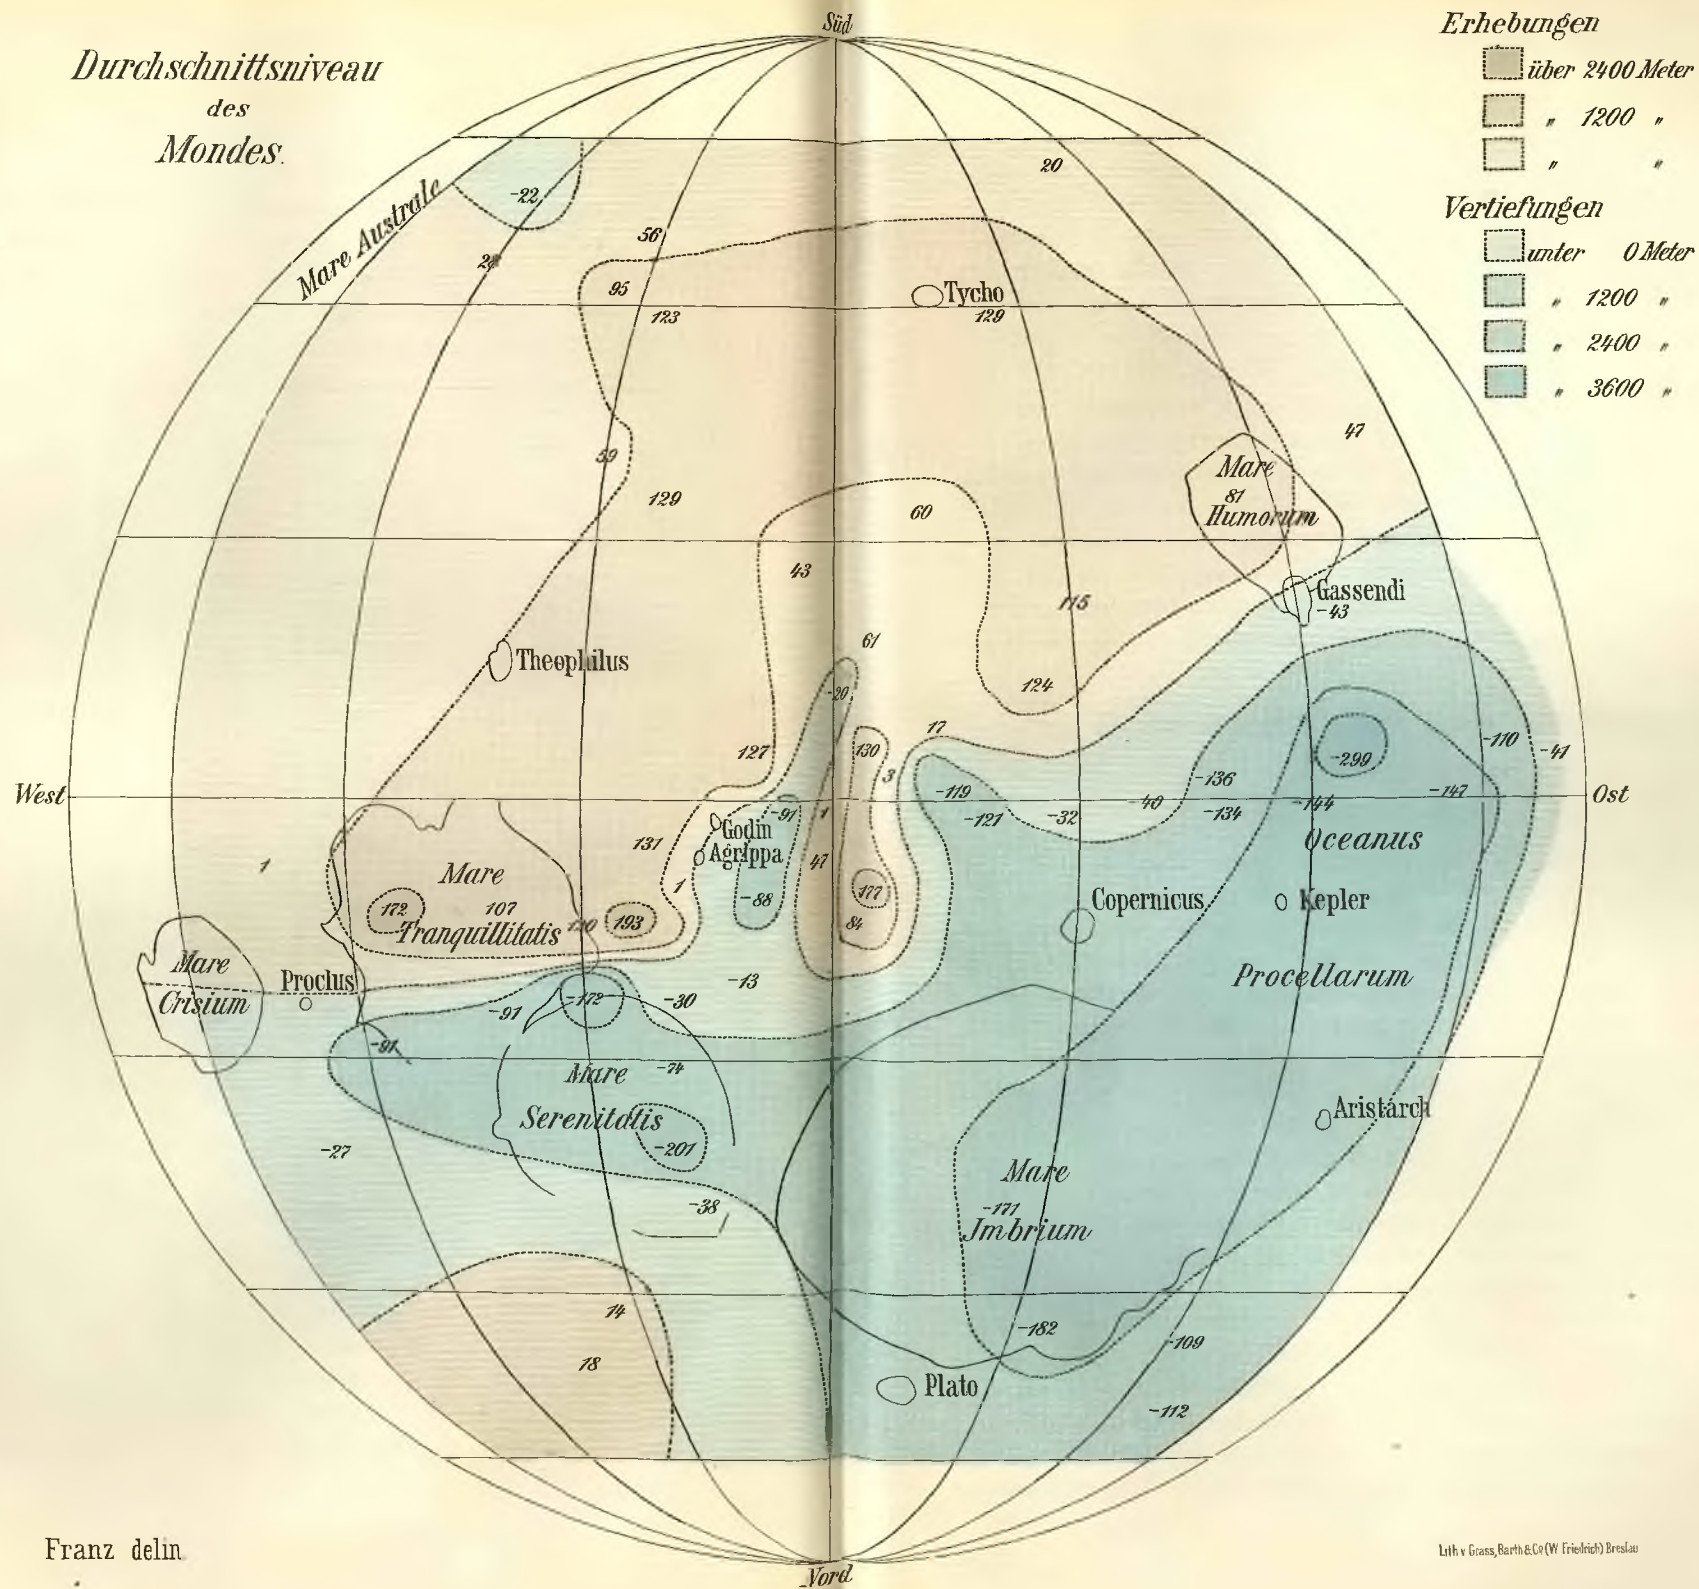 Süd
Durchschnittsniveau
des
Mondes.
Erhebungen
über 2400 Meter
„ 1200 „
„ „
Vertiefungen
unter 0 Meter
„ 1200 „
„ 2400 „
„ 3600 „
20
-22
Mare Australe
56
95
Tycho
123
129
47
59
129
Mare
81
Humorum
60
43
Gassendi
-43
115
61
Theophilus
124
-20
17
127
130
3
-110
-41
-299
-136
West
Ost
-119
-147
-144
-40
-134
-91
1
-32
-121
Godin
Agrippa
131
Oceanus
47
1
Mare
1
177
-88
172
107
Copernicus
Kepler
193
84
Tranquillitatis
Mare
Crisium
Proclus
-13
Procellarum
-172
-30
-91
-91
Mare
-74
Serenitatis
Aristarch
-201
-27
Mare
-171
Jmbrium
-38
14
-182
-109
18
Plato
-112
Franz delin
Lith v Grass, Barth & Co (W Friedrich) Breslau
Nord